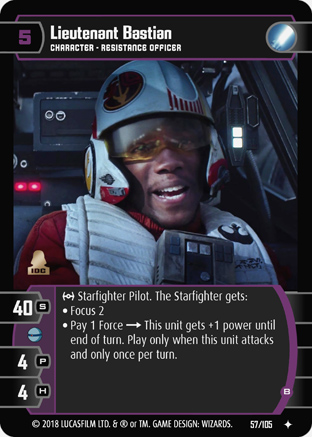 5
Lieutenant Bastian
CHARACTER · RESISTANCE OFFICER
IDC
40 S
4 P
4 H
Starfighter Pilot. The Starfighter gets:
• Focus 2
• Pay 1 Force → This unit gets +1 power until
end of turn. Play only when this unit attacks
and only once per turn.
B
© 2018 LUCASFILM LTD. & ® or TM. GAME DESIGN: WIZARDS.
57/105